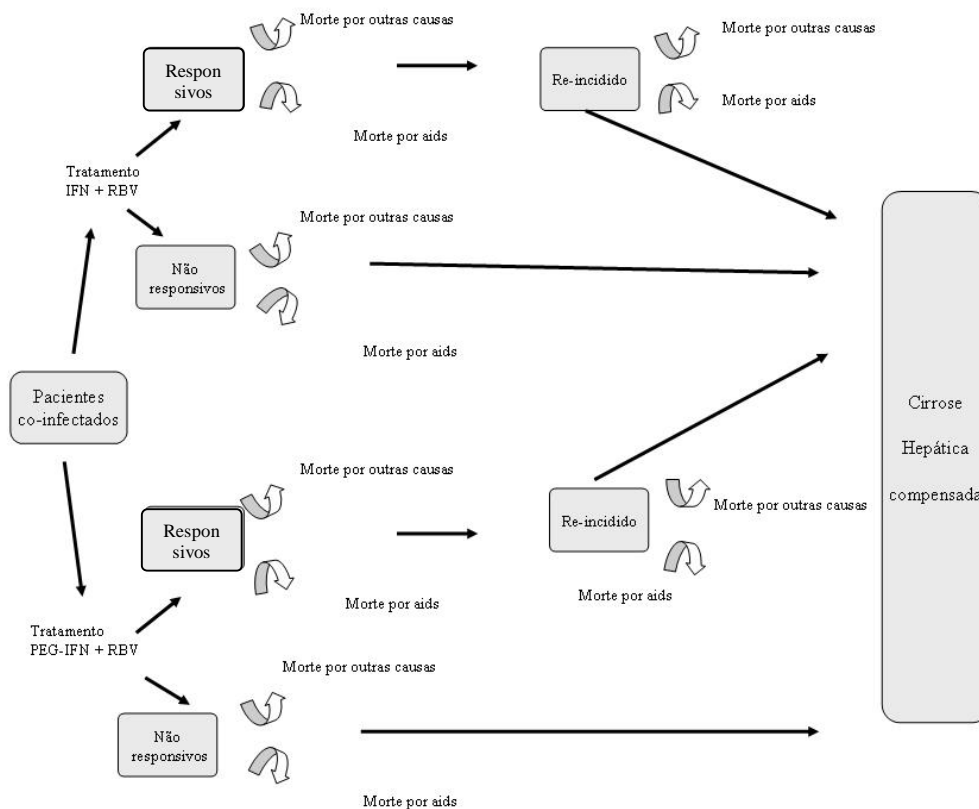 Morte por outras causas
Respon
sivos
Morte por aids
Morte por outras causas
Re-incidido
Morte por aids
Tratamento
IFN + RBV
Morte por outras causas
Não
responsivos
Morte por aids
Pacientes
co-infectados
Morte por outras causas
Respon
sivos
Morte por aids
Re-incidido
Morte por outras causas
Morte por aids
Tratamento
PEG-IFN + RBV
Morte por outras causas
Não
responsivos
Morte por aids
Cirrose
Hepática
compensada